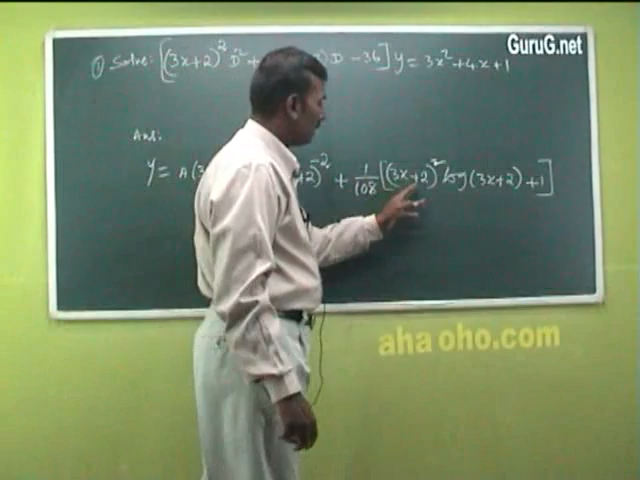 GuruG.net
① Solve: [(3x+2)² D² + ) D - 36] y = 3x² + 4x + 1
Ans:
y = A(3 +2)⁻² + 1/108 [(3x+2)² log(3x+2) + 1]
aha oho.com